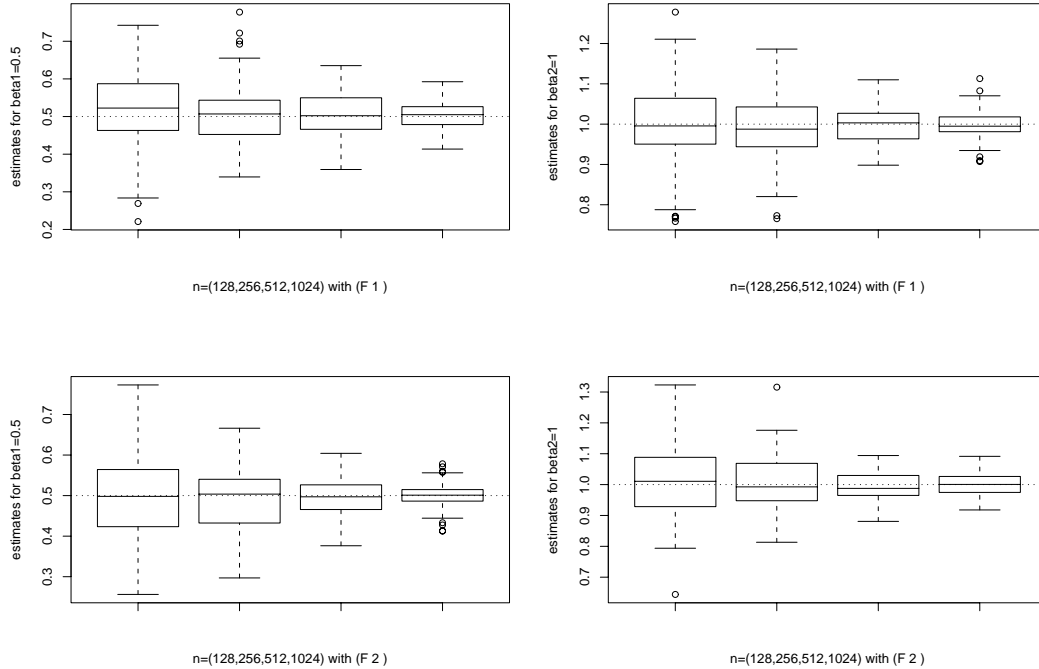 estimates for beta1=0.5
0.2
0.3
0.4
0.5
0.6
0.7
n=(128,256,512,1024) with (F 1 )
estimates for beta2=1
0.8
0.9
1.0
1.1
1.2
n=(128,256,512,1024) with (F 1 )
estimates for beta1=0.5
0.3
0.4
0.5
0.6
0.7
n=(128,256,512,1024) with (F 2 )
estimates for beta2=1
0.7
0.8
0.9
1.0
1.1
1.2
1.3
n=(128,256,512,1024) with (F 2 )